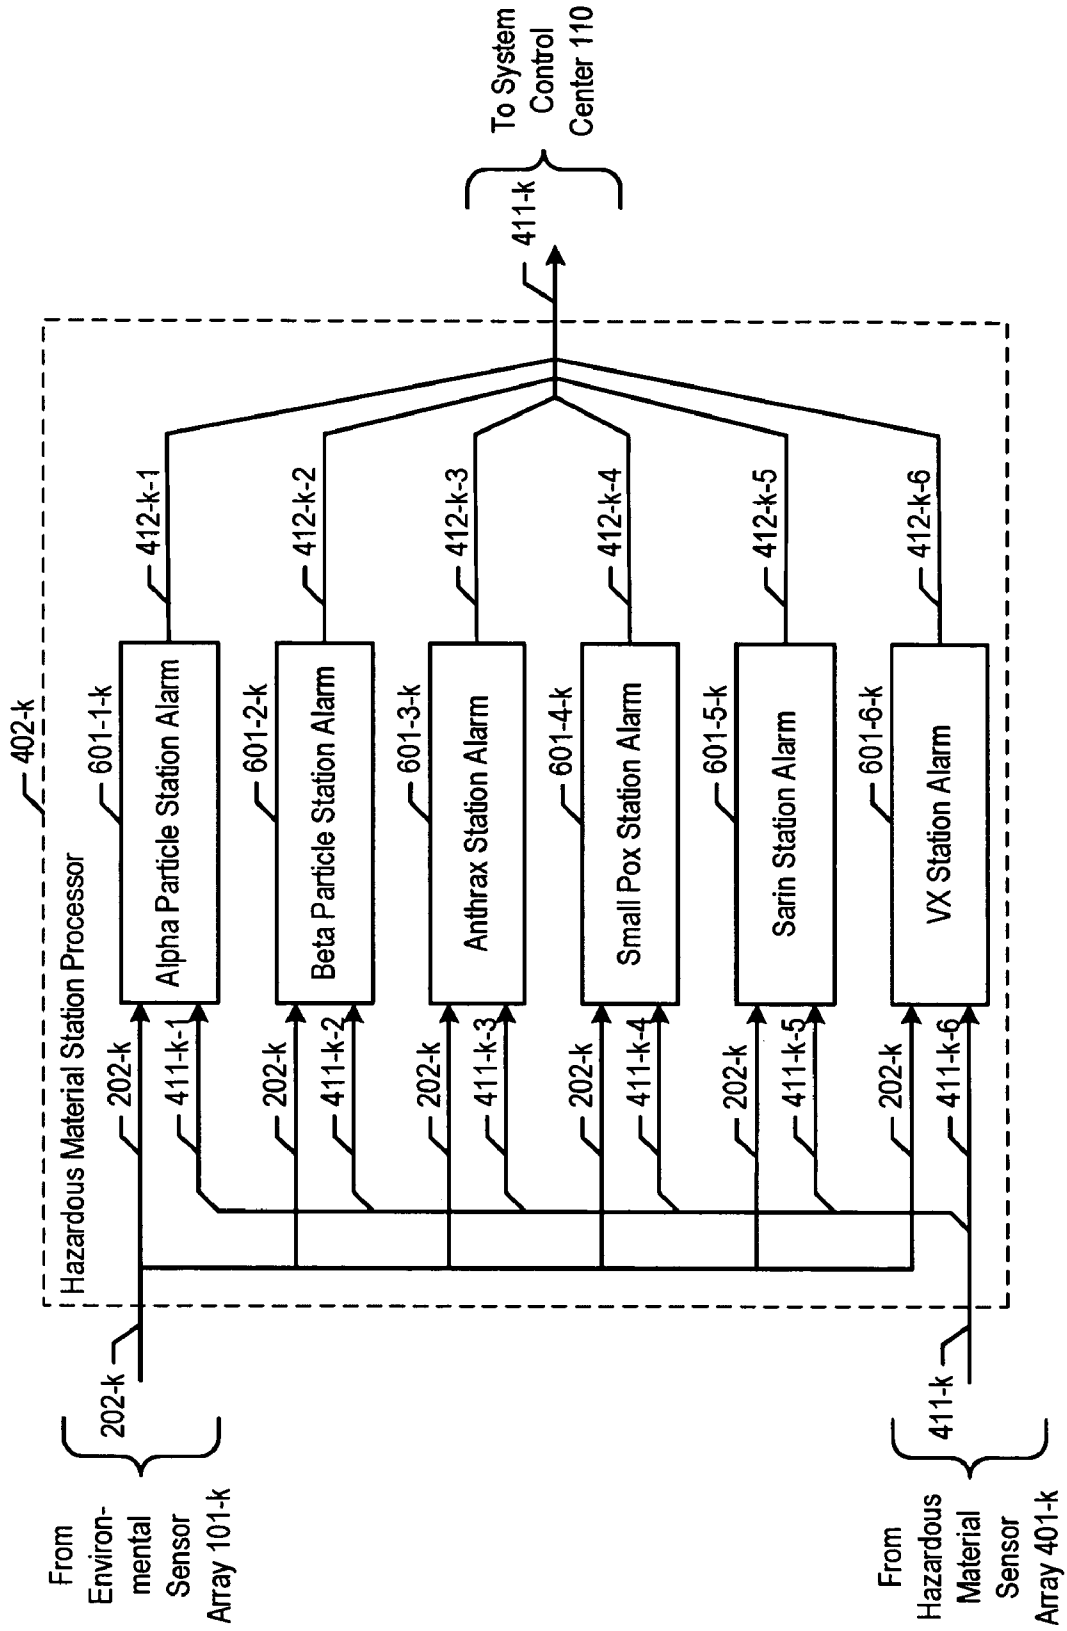 402-k
Hazardous Material Station Processor
From
Environ-
mental
Sensor
Array 101-k
202-k
202-k
411-k-1
601-1-k
Alpha Particle Station Alarm
412-k-1
202-k
411-k-2
601-2-k
Beta Particle Station Alarm
412-k-2
202-k
411-k-3
601-3-k
Anthrax Station Alarm
412-k-3
202-k
411-k-4
601-4-k
Small Pox Station Alarm
412-k-4
202-k
411-k-5
601-5-k
Sarin Station Alarm
412-k-5
202-k
411-k-6
601-6-k
VX Station Alarm
412-k-6
From
Hazardous
Material
Sensor
Array 401-k
411-k
411-k
To System
Control
Center 110